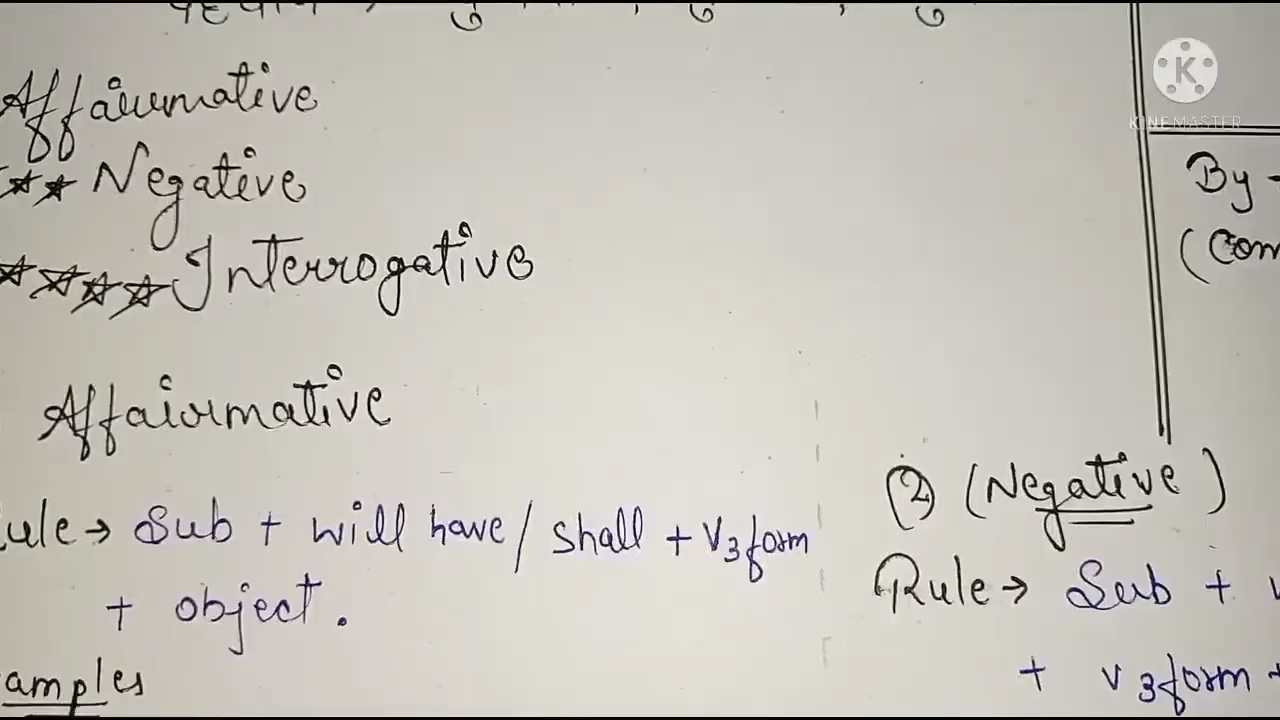 Affairmative
Negative
Interrogative
Affairmative
Rule → Sub + will have / shall + V3 form
+ object.
amples
KINEMASTER
By -
(Com
(2) (Negative)
Rule → Sub +
+ V3 form +